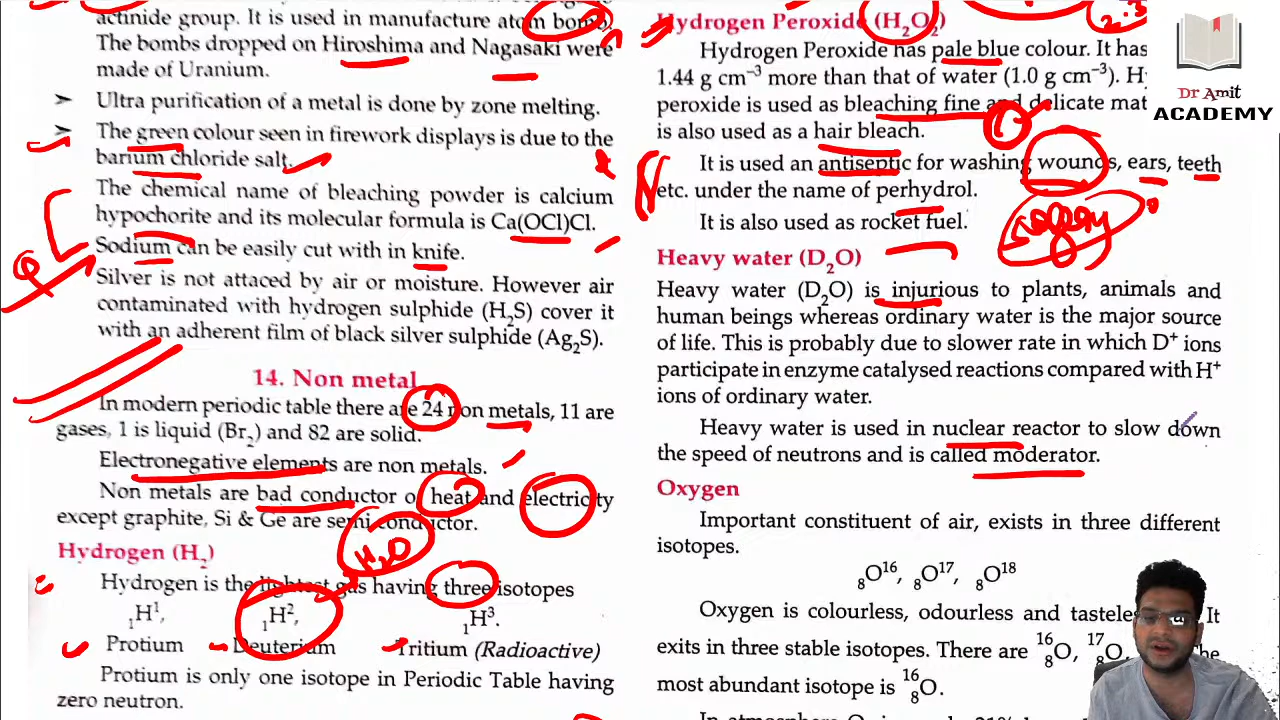 actinide group. It is used in manufacture atom bomb.
The bombs dropped on Hiroshima and Nagasaki were
made of Uranium.
➤ Ultra purification of a metal is done by zone melting.
➤ The green colour seen in firework displays is due to the
barium chloride salt.
The chemical name of bleaching powder is calcium
hypochorite and its molecular formula is Ca(OCl)Cl.
Sodium can be easily cut with in knife.
Silver is not attaced by air or moisture. However air
contaminated with hydrogen sulphide (H₂S) cover it
with an adherent film of black silver sulphide (Ag₂S).
14. Non metal
In modern periodic table there are 24 non metals, 11 are
gases, 1 is liquid (Br₂) and 82 are solid.
Electronegative elements are non metals.
Non metals are bad conductor of heat and electricity
except graphite, Si & Ge are semi conductor.
H₂O
Hydrogen (H₂)
Hydrogen is the lightest gas having three isotopes
₁H¹, ₁H², ₁H³.
Protium Deuterium Tritium (Radioactive)
Protium is only one isotope in Periodic Table having
zero neutron.
Hydrogen Peroxide (H₂O₂)
Hydrogen Peroxide has pale blue colour. It has
1.44 g cm⁻³ more than that of water (1.0 g cm⁻³). H
peroxide is used as bleaching fine and delicate mat
is also used as a hair bleach.
It is used an antiseptic for washing wounds, ears, teeth
etc. under the name of perhydrol.
It is also used as rocket fuel.
Heavy water (D₂O)
Heavy water (D₂O) is injurious to plants, animals and
human beings whereas ordinary water is the major source
of life. This is probably due to slower rate in which D⁺ ions
participate in enzyme catalysed reactions compared with H⁺
ions of ordinary water.
Heavy water is used in nuclear reactor to slow down
the speed of neutrons and is called moderator.
Oxygen
Important constituent of air, exists in three different
isotopes.
₈O¹⁶, ₈O¹⁷, ₈O¹⁸
Oxygen is colourless, odourless and tasteless It
exits in three stable isotopes. There are ¹⁶₈O, ¹⁷₈O,
most abundant isotope is ¹⁶₈O.
Dr Amit
ACADEMY